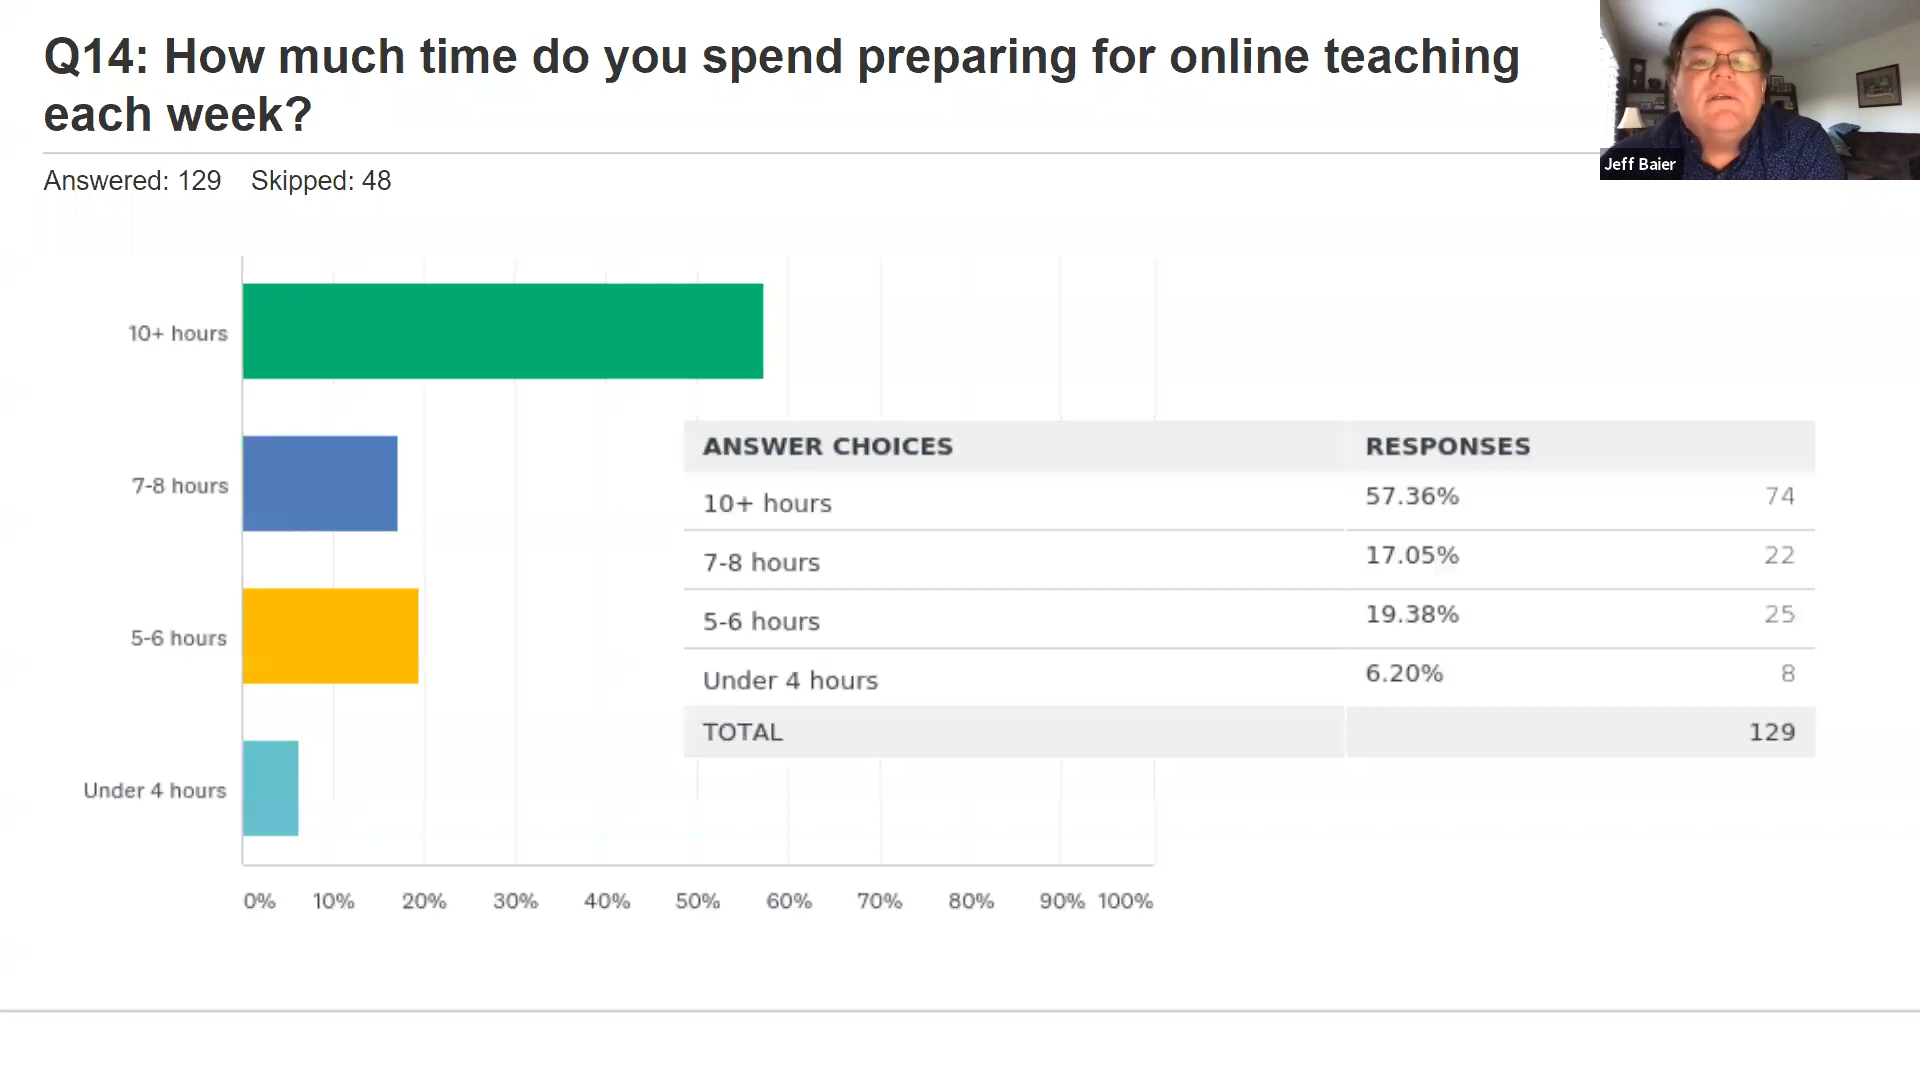 Q14: How much time do you spend preparing for online teaching
each week?
Jeff Baier
Answered: 129 Skipped: 48
10+ hours
7-8 hours
5-6 hours
Under 4 hours
0% 10% 20% 30% 40% 50% 60% 70% 80% 90% 100%
ANSWER CHOICES RESPONSES
10+ hours 57.36% 74
7-8 hours 17.05% 22
5-6 hours 19.38% 25
Under 4 hours 6.20% 8
TOTAL 129